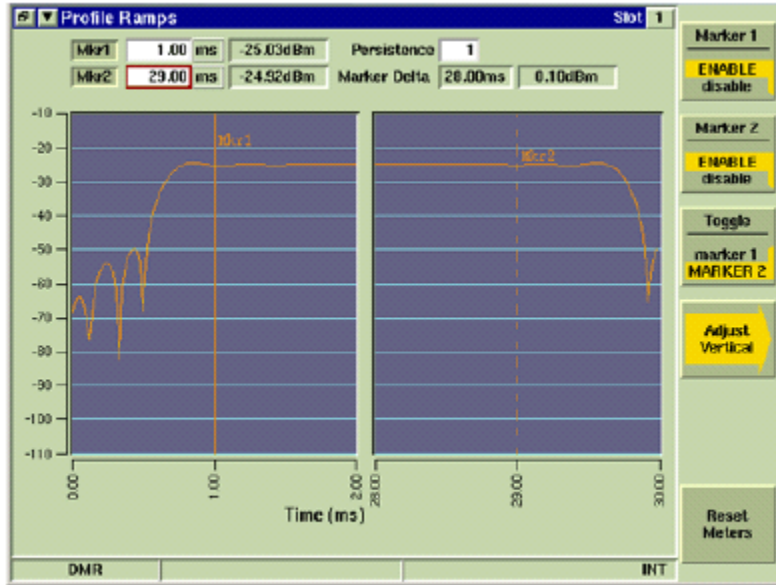 Profile Ramps Slot 1
Mkr1 1.00 ms -25.03dBm Persistence 1
Mkr2 29.00 ms -24.92dBm Marker Delta 28.00ms 0.10dBm
-10
-20
-30
-40
-50
-60
-70
-80
-90
-100
-110
Mkr1
Mkr2
0.00 1.00 2.00 28.00 29.00 30.00
Time (ms)
DMR INT
Marker 1
ENABLE
disable
Marker 2
ENABLE
disable
Toggle
marker 1
MARKER 2
Adjust
Vertical
Reset
Meters